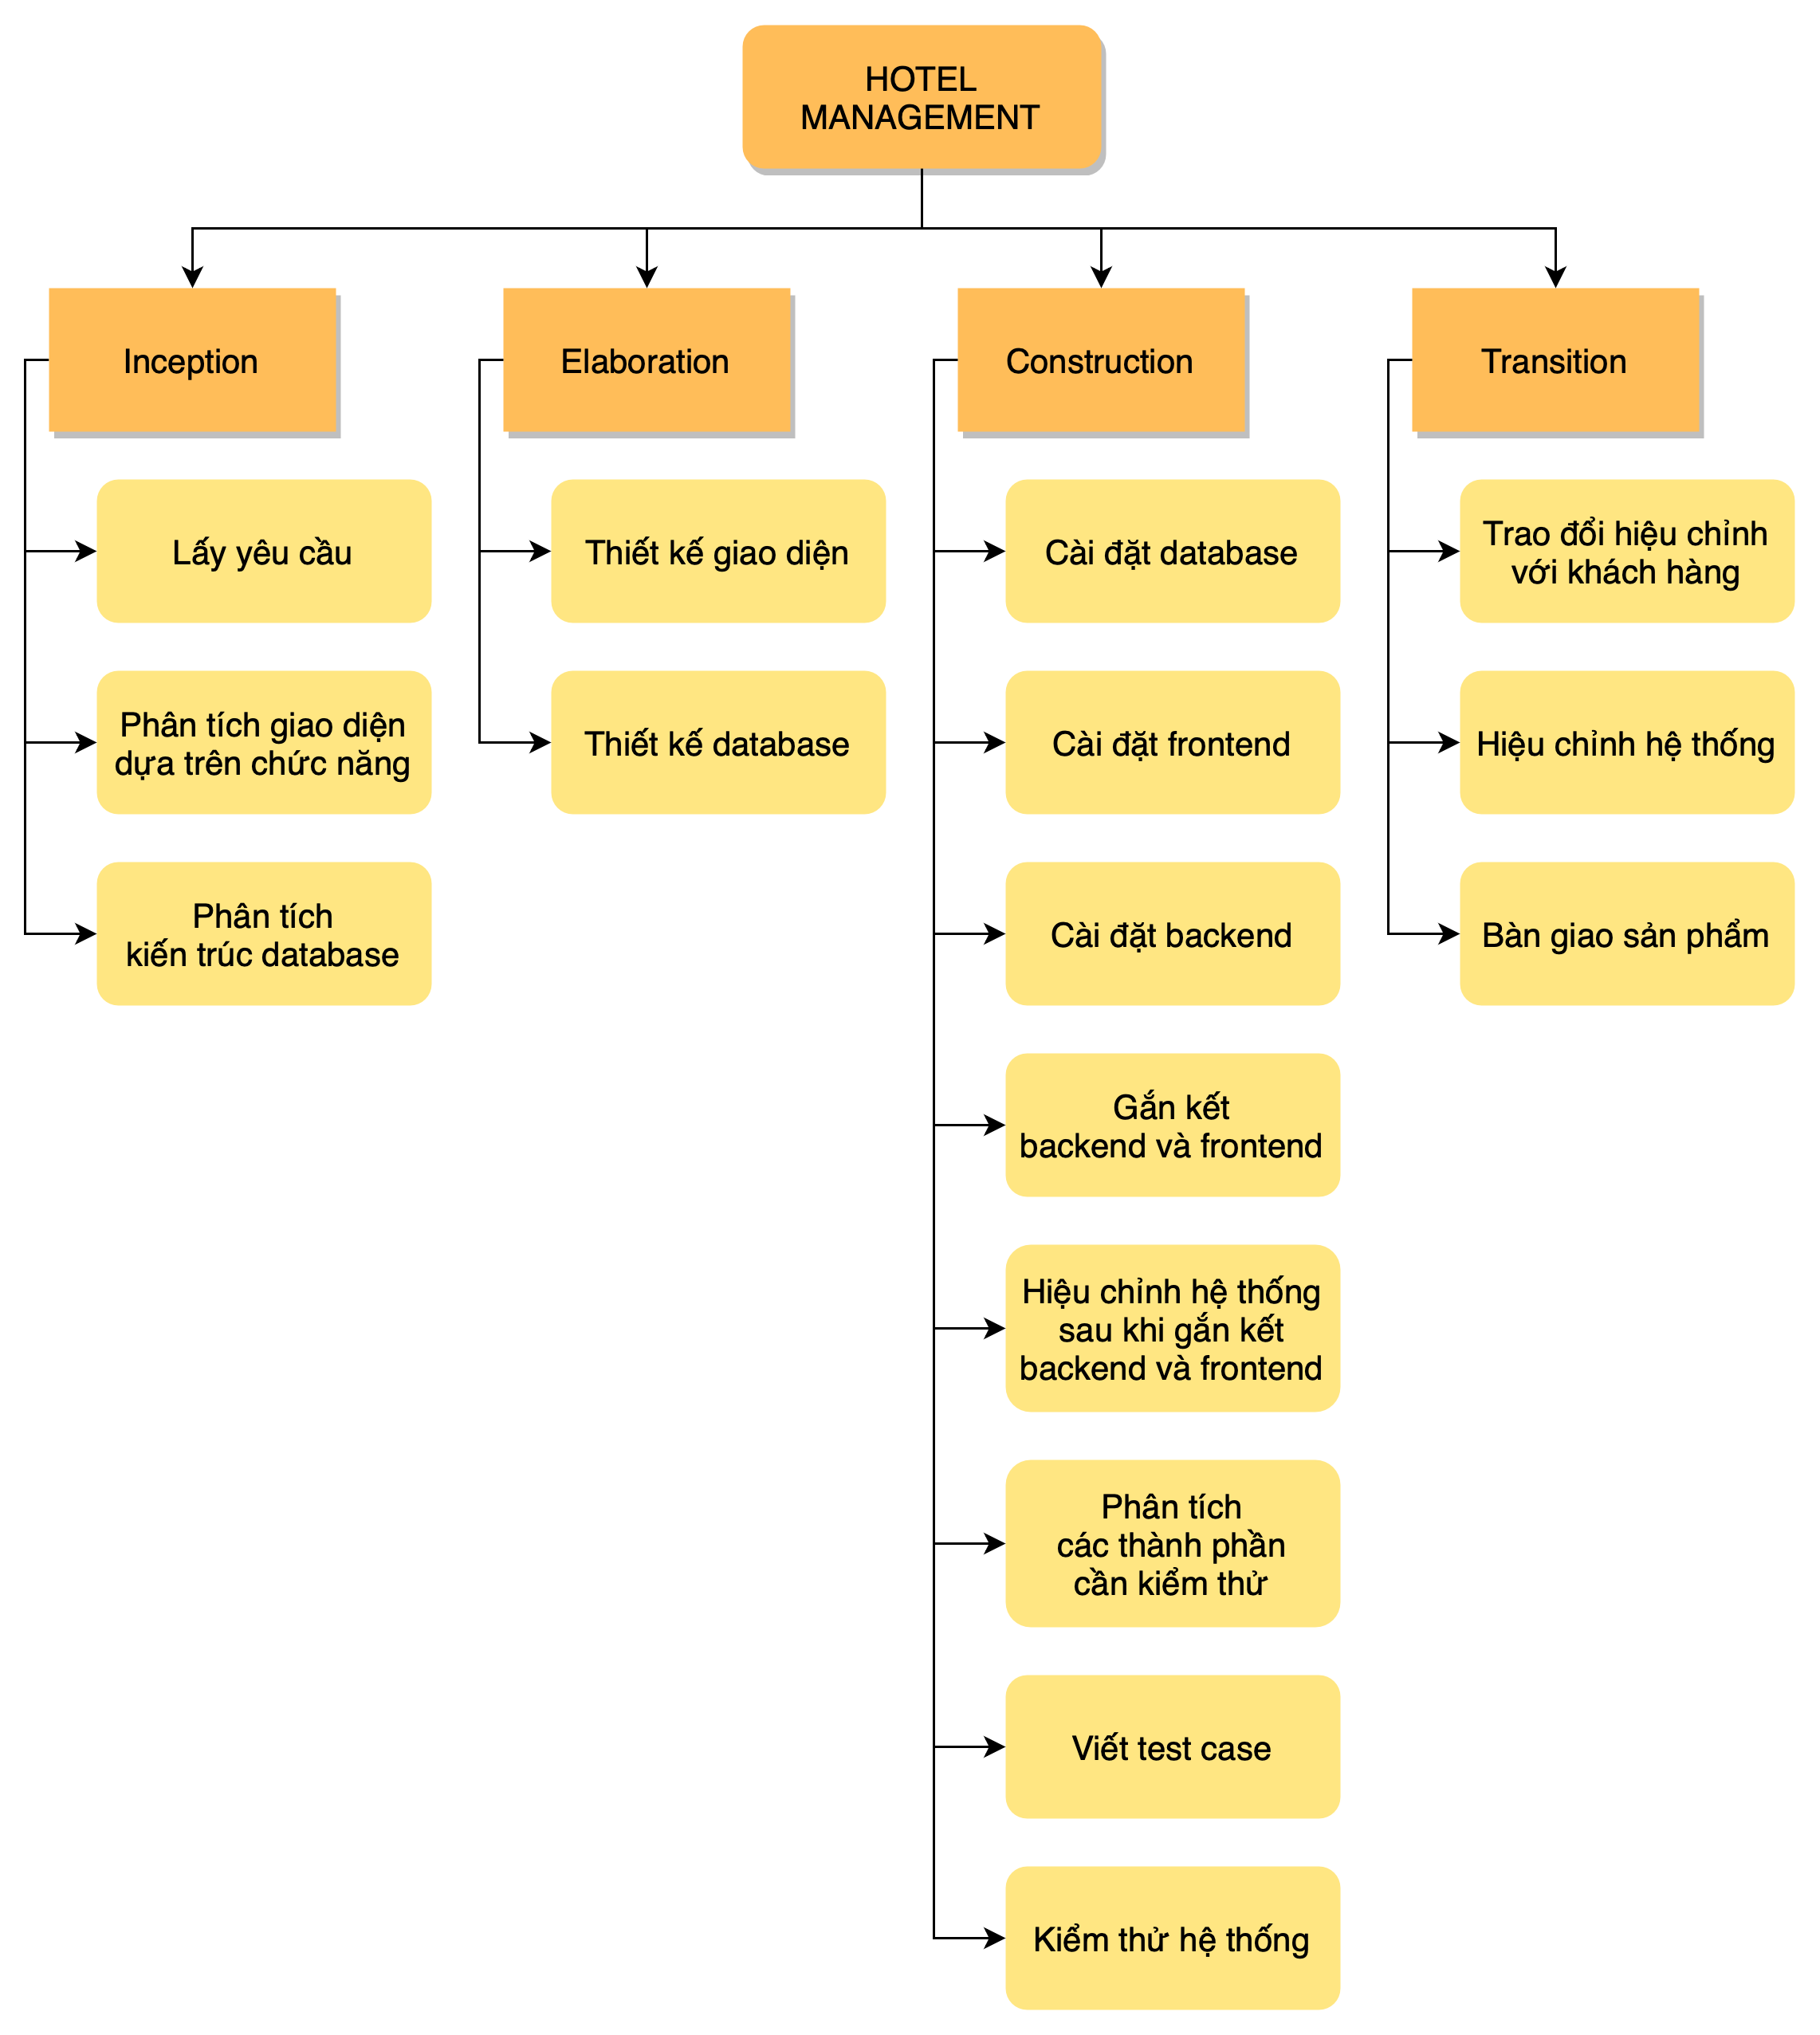 HOTEL
MANAGEMENT
Inception
Elaboration
Construction
Transition
Lấy yêu cầu
Phân tích giao diện
dựa trên chức năng
Phân tích
kiến trúc database
Thiết kế giao diện
Thiết kế database
Cài đặt database
Cài đặt frontend
Cài đặt backend
Gắn kết
backend và frontend
Hiệu chỉnh hệ thống
sau khi gắn kết
backend và frontend
Phân tích
các thành phần
cần kiểm thử
Viết test case
Kiểm thử hệ thống
Trao đổi hiệu chỉnh
với khách hàng
Hiệu chỉnh hệ thống
Bàn giao sản phẩm